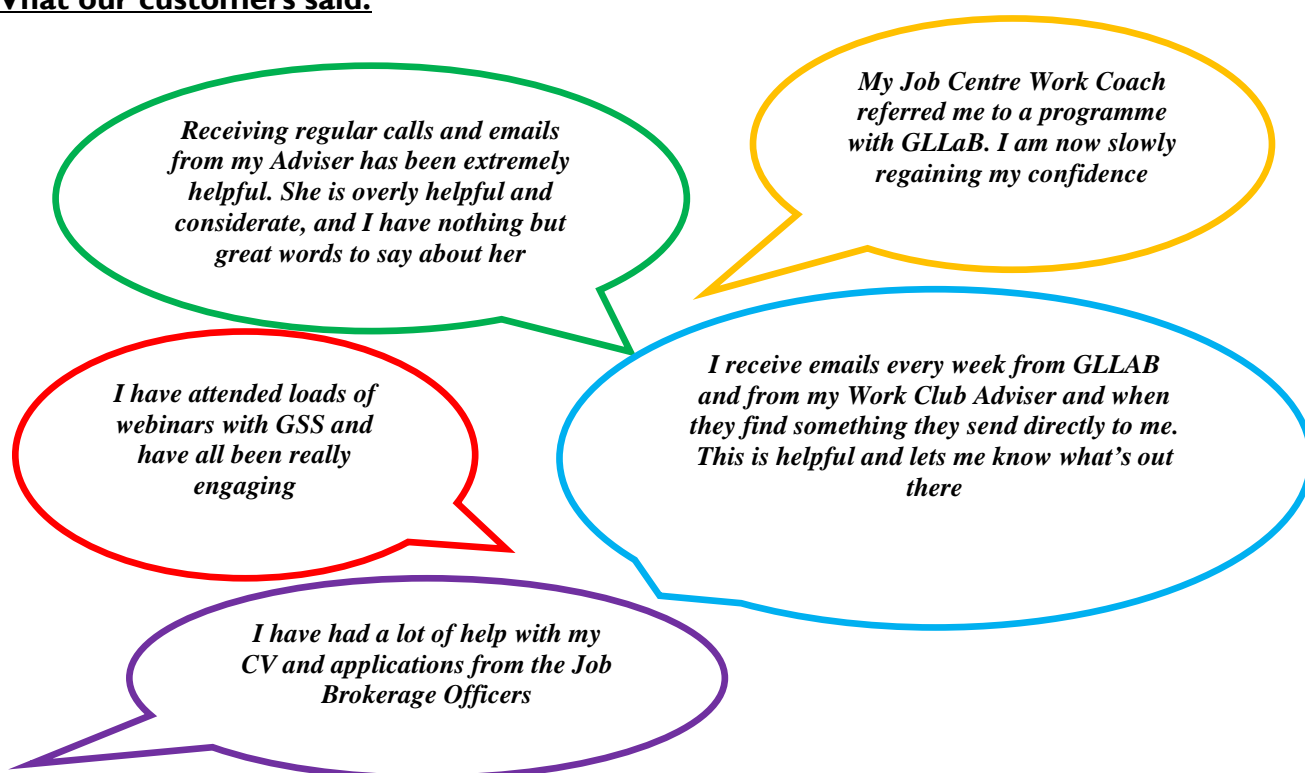 What our customers said:
Receiving regular calls and emails
from my Adviser has been extremely
helpful. She is overly helpful and
considerate, and I have nothing but
great words to say about her
My Job Centre Work Coach
referred me to a programme
with GLLaB. I am now slowly
regaining my confidence
I have attended loads of
webinars with GSS and
have all been really
engaging
I receive emails every week from GLLAB
and from my Work Club Adviser and when
they find something they send directly to me.
This is helpful and lets me know what’s out
there
I have had a lot of help with my
CV and applications from the Job
Brokerage Officers